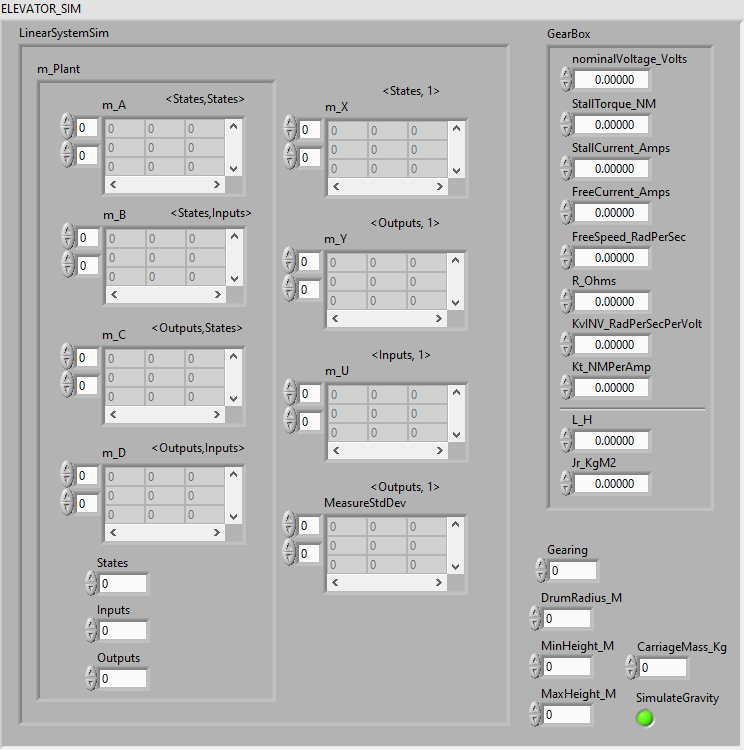 ELEVATOR_SIM
LinearSystemSim
m_Plant
m_A
<States,States>
0
0
0 0 0
0 0 0
0 0 0
m_B
<States,Inputs>
0
0
0 0 0
0 0 0
0 0 0
m_C
<Outputs,States>
0
0
0 0 0
0 0 0
0 0 0
m_D
<Outputs,Inputs>
0
0
0 0 0
0 0 0
0 0 0
States
0
Inputs
0
Outputs
0
<States, 1>
m_X
0
0
0 0 0
0 0 0
0 0 0
<Outputs, 1>
m_Y
0
0
0 0 0
0 0 0
0 0 0
<Inputs, 1>
m_U
0
0
0 0 0
0 0 0
0 0 0
<Outputs, 1>
MeasureStdDev
0
0
0 0 0
0 0 0
0 0 0
GearBox
nominalVoltage_Volts
0.00000
StallTorque_NM
0.00000
StallCurrent_Amps
0.00000
FreeCurrent_Amps
0.00000
FreeSpeed_RadPerSec
0.00000
R_Ohms
0.00000
KvINV_RadPerSecPerVolt
0.00000
Kt_NMPerAmp
0.00000
L_H
0.00000
Jr_KgM2
0.00000
Gearing
0
DrumRadius_M
0
MinHeight_M
0
CarriageMass_Kg
0
MaxHeight_M
0
SimulateGravity